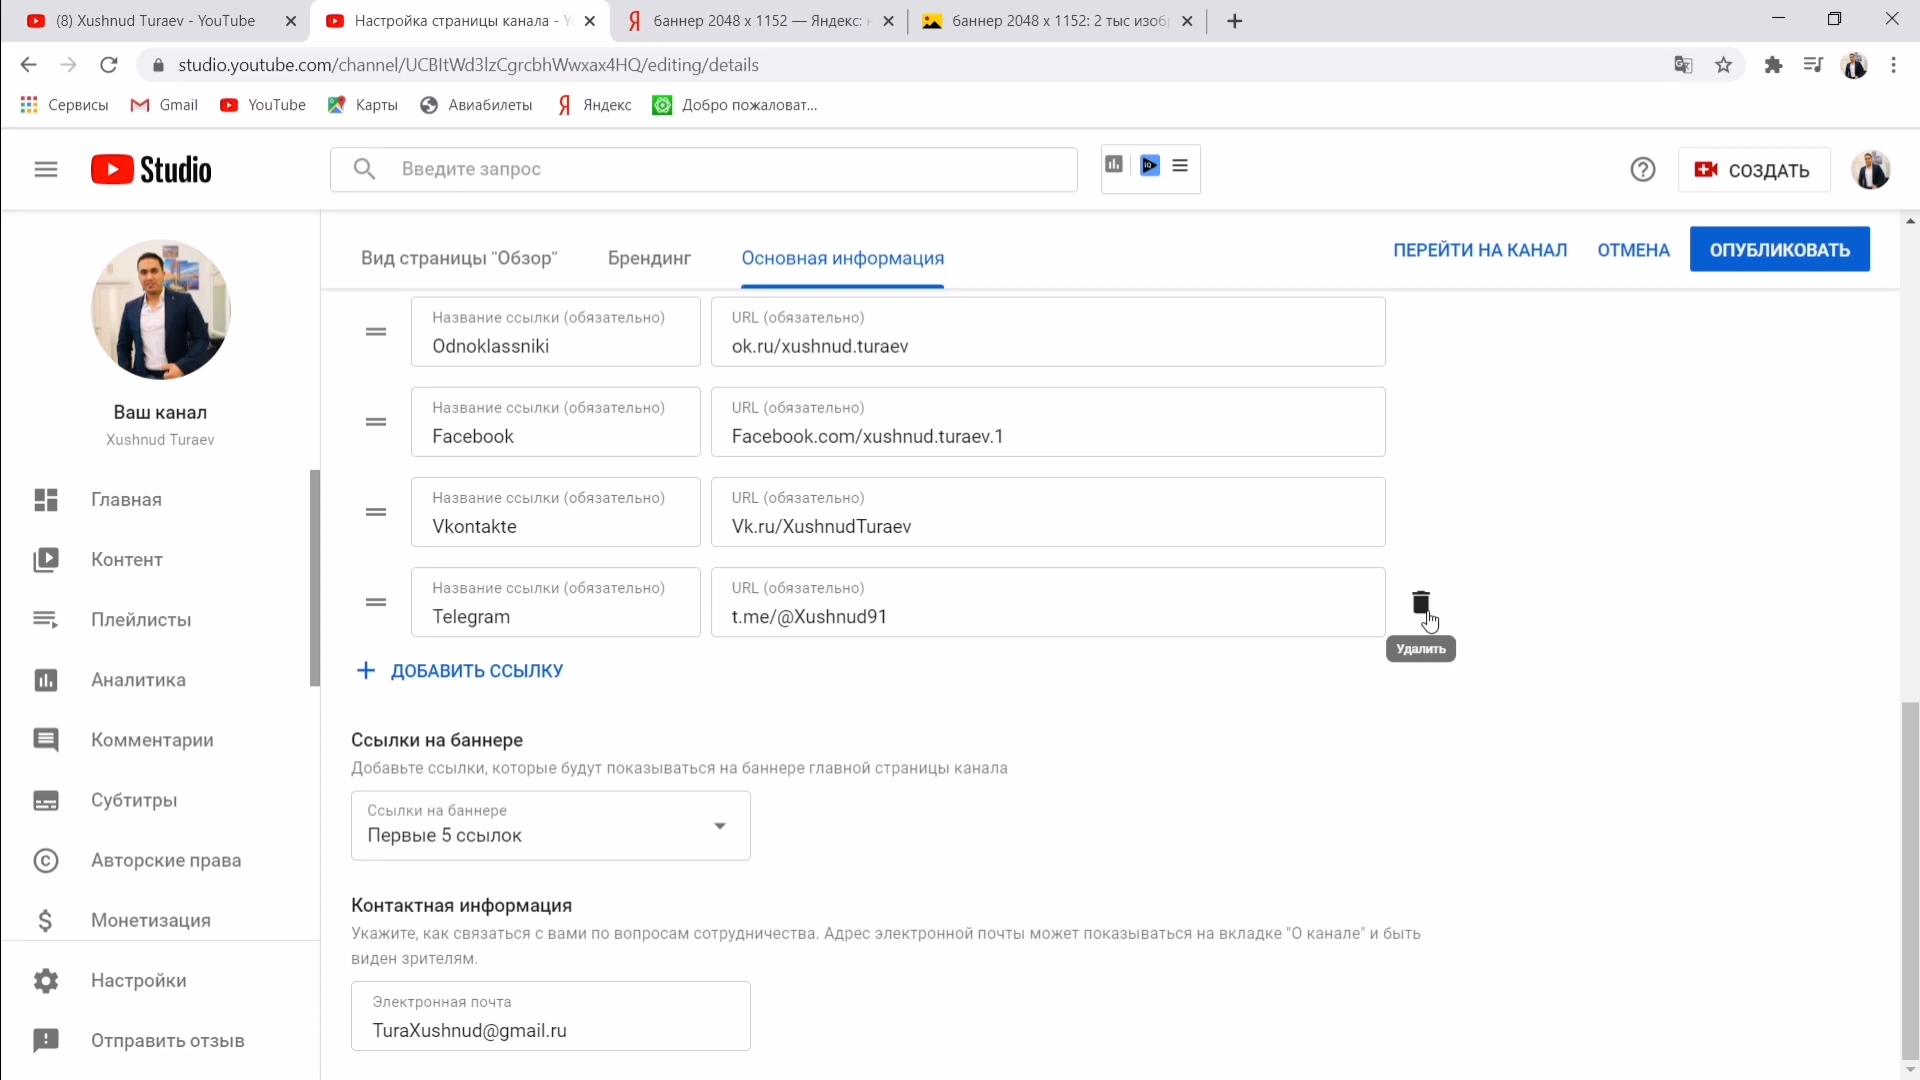 (8) Xushnud Turaev - YouTube
Настройка страницы канала - Y
баннер 2048 x 1152 — Яндекс:
баннер 2048 x 1152: 2 тыс изоб
studio.youtube.com/channel/UCBItWd3lzCgrcbhWwxax4HQ/editing/details
Сервисы
Gmail
YouTube
Карты
Авиабилеты
Яндекс
Добро пожаловат...
Studio
Введите запрос
СОЗДАТЬ
Вид страницы "Обзор"
Брендинг
Основная информация
ПЕРЕЙТИ НА КАНАЛ
ОТМЕНА
ОПУБЛИКОВАТЬ
Ваш канал
Xushnud Turaev
Главная
Контент
Плейлисты
Аналитика
Комментарии
Субтитры
Авторские права
Монетизация
Настройки
Отправить отзыв
Название ссылки (обязательно)
Odnoklassniki
URL (обязательно)
ok.ru/xushnud.turaev
Название ссылки (обязательно)
Facebook
URL (обязательно)
Facebook.com/xushnud.turaev.1
Название ссылки (обязательно)
Vkontakte
URL (обязательно)
Vk.ru/XushnudTuraev
Название ссылки (обязательно)
Telegram
URL (обязательно)
t.me/@Xushnud91
Удалить
+ ДОБАВИТЬ ССЫЛКУ
Ссылки на баннере
Добавьте ссылки, которые будут показываться на баннере главной страницы канала
Ссылки на баннере
Первые 5 ссылок
Контактная информация
Укажите, как связаться с вами по вопросам сотрудничества. Адрес электронной почты может показываться на вкладке "О канале" и быть
виден зрителям.
Электронная почта
TuraXushnud@gmail.ru